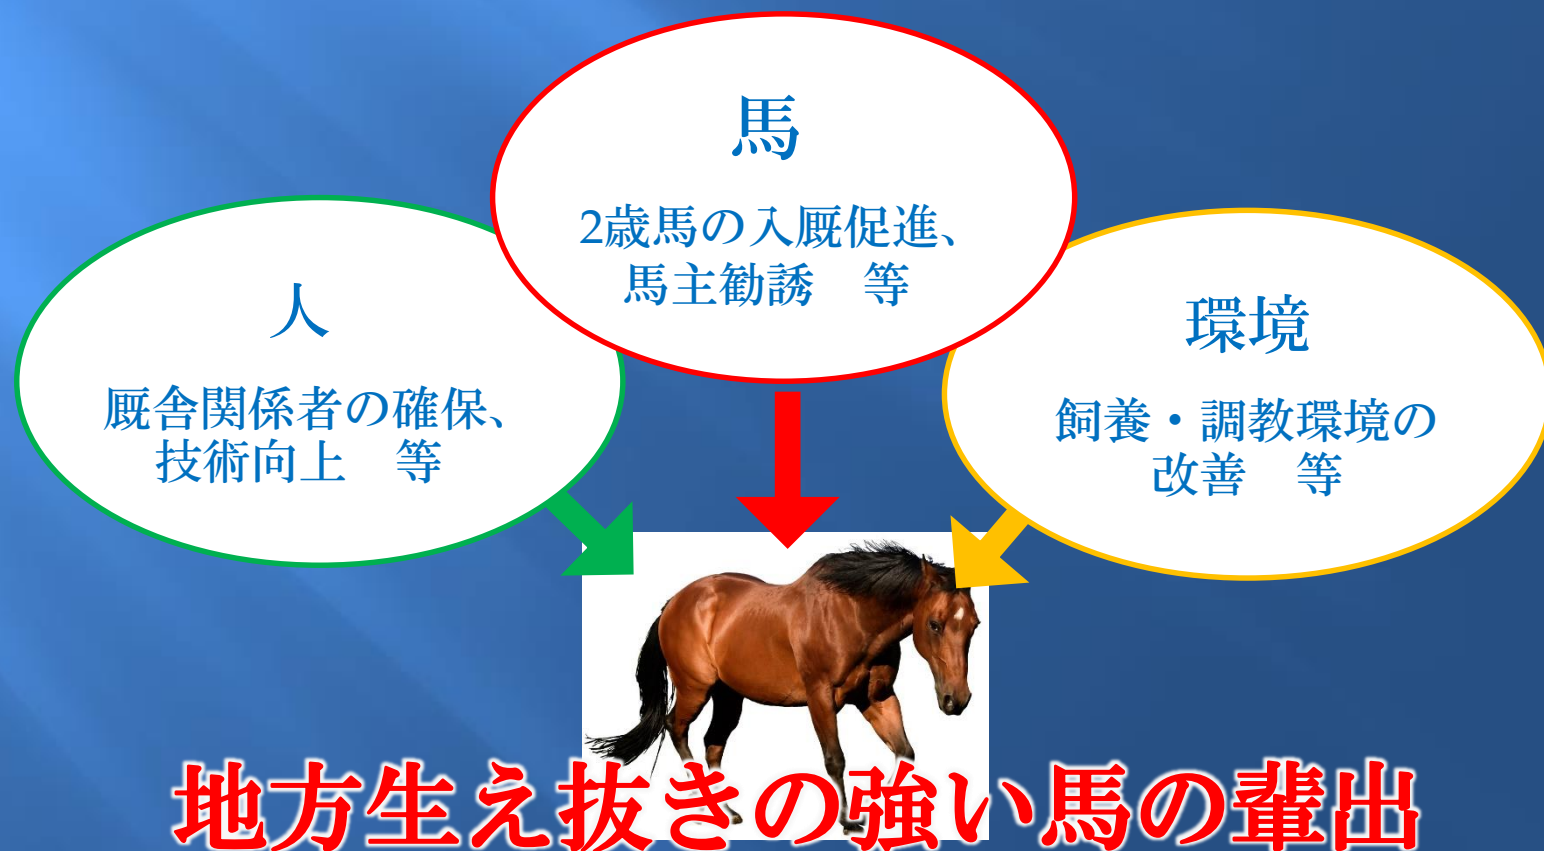 馬
2歳馬の入厩促進、
馬主勧誘　等
人
厩舎関係者の確保、
技術向上　等
環境
飼養・調教環境の
改善　等
地方生え抜きの強い馬の輩出